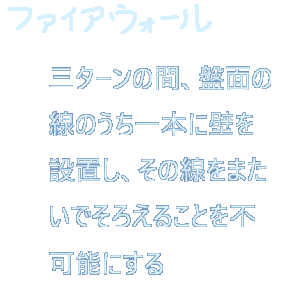 ファイアウォール
三ターンの間、盤面の
線のうち一本に壁を
設置し、その線をまた
いでそろえることを不
可能にする